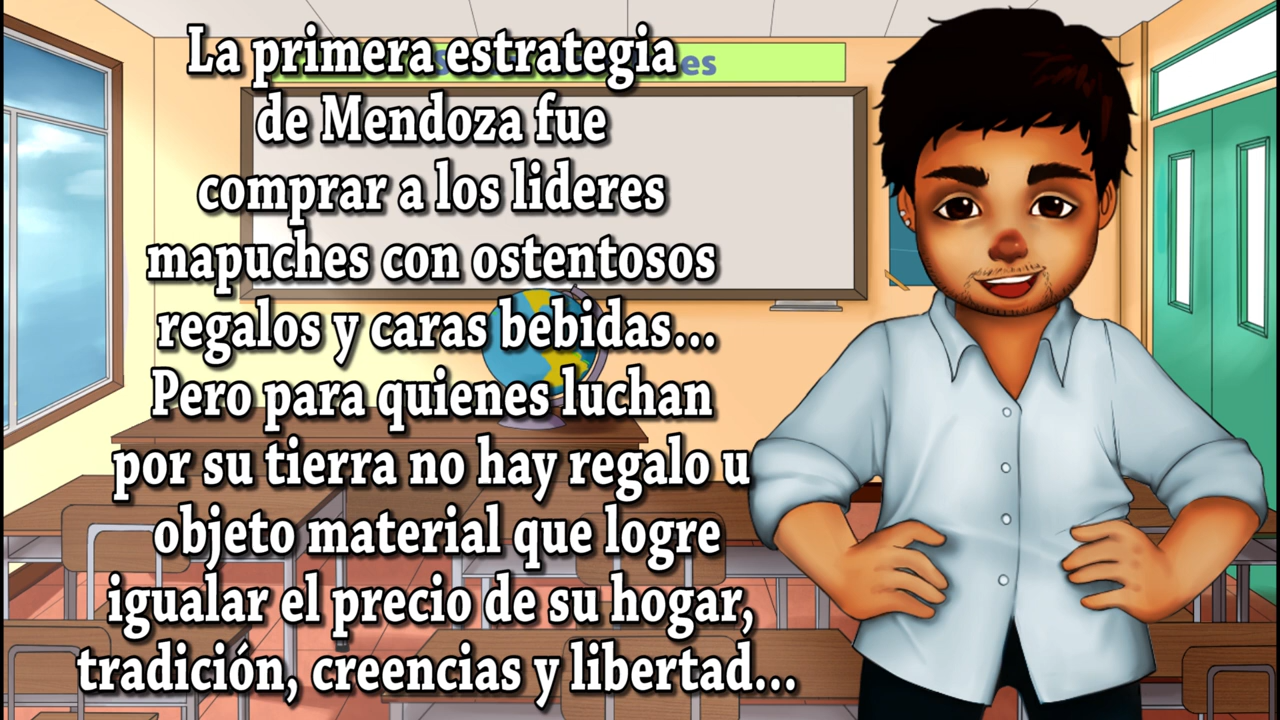 La primera estrategia
de Mendoza fue
comprar a los lideres
mapuches con ostentosos
regalos y caras bebidas...
Pero para quienes luchan
por su tierra no hay regalo u
objeto material que logre
igualar el precio de su hogar,
tradición, creencias y libertad...